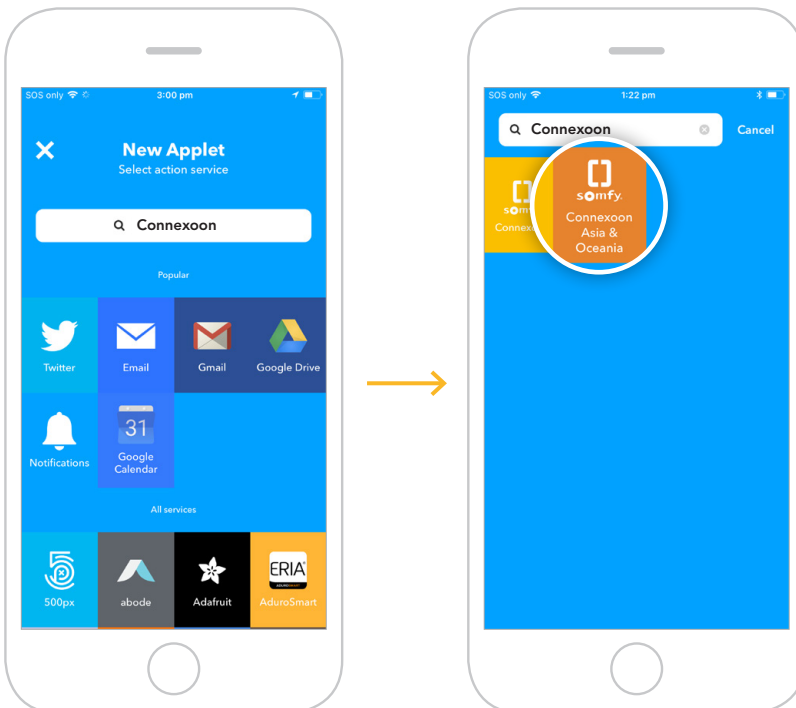 SOS only
3:00 pm
New Applet
Select action service
Connexoon
Popular
Twitter
Email
Gmail
Google Drive
31
Notifications
Google
Calendar
All services
5
ERIA
500px
abode
Adafruit
AduroSmart
SOS only
1:22 pm
Connexoon
Cancel
somfy.
Connexoon
Asia &
Oceania